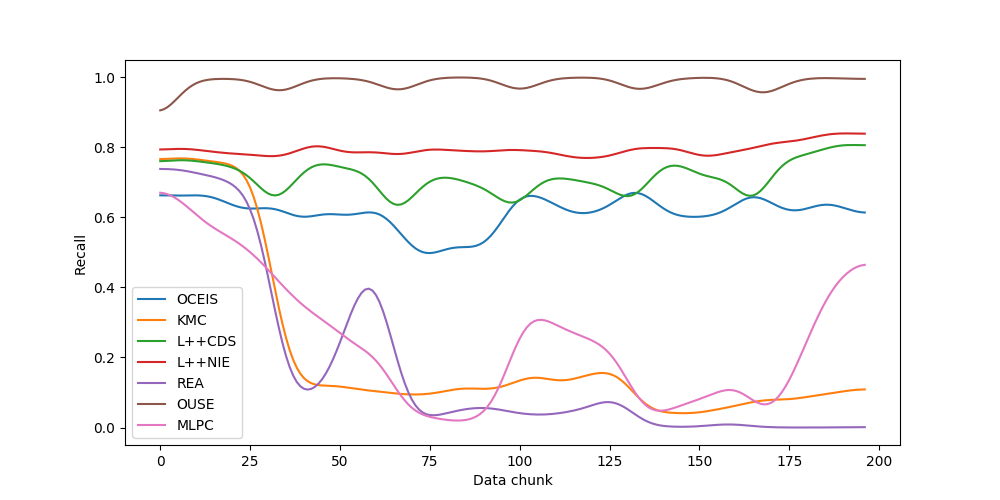 1.0
0.8
0.6
0.4
0.2
0.0
Recall
OCEIS
KMC
L++CDS
L++NIE
REA
OUSE
MLPC
0 25 50 75 100 125 150 175 200
Data chunk